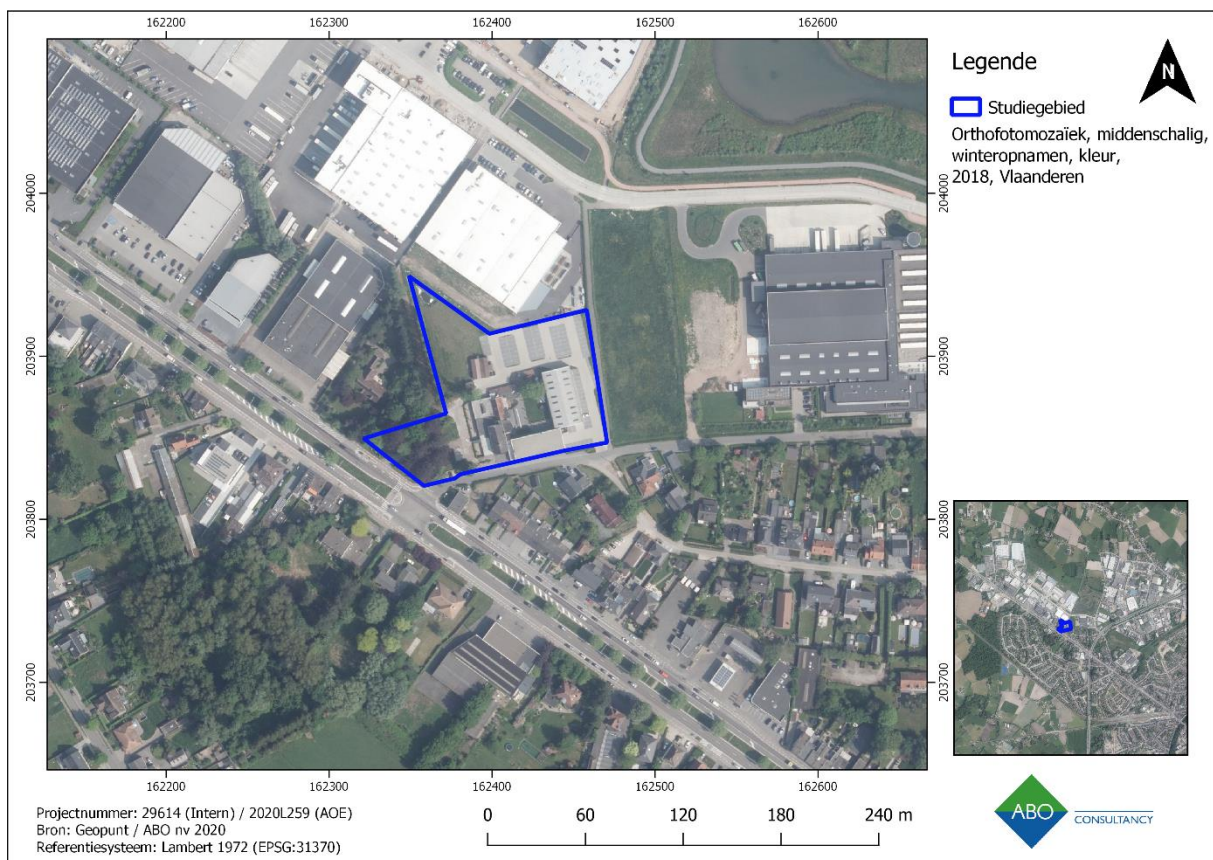 162200 162300 162400 162500 162600
204000 204000
203900 203900
203800 203800
203700 203700
162200 162300 162400 162500 162600
Legende
N
Studiegebied
Orthofotomozaïek, middenschalig,
winteropnamen, kleur,
2018, Vlaanderen
Projectnummer: 29614 (Intern) / 2020L259 (AOE)
Bron: Geopunt / ABO nv 2020
Referentiesysteem: Lambert 1972 (EPSG:31370)
0 60 120 180 240 m
ABO
CONSULTANCY